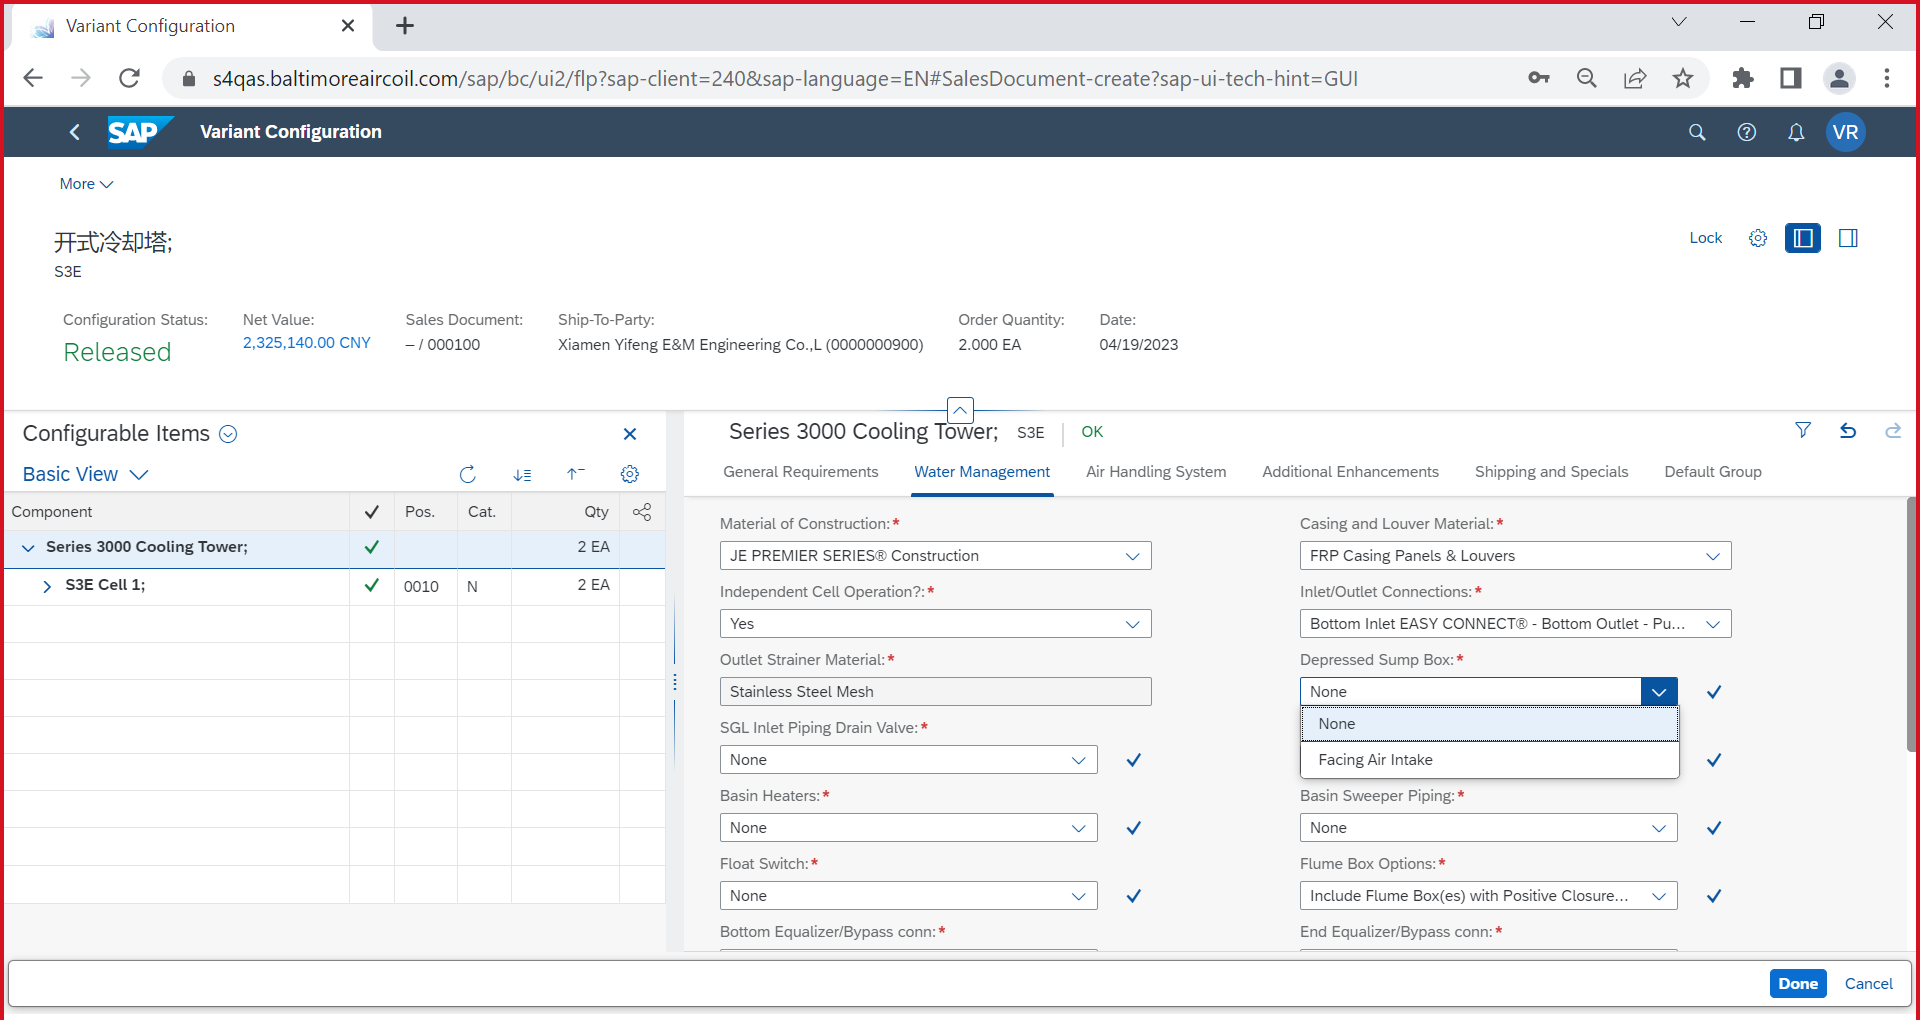 Variant Configuration
s4qas.baltimoreaircoil.com/sap/bc/ui2/flp?sap-client=240&sap-language=EN#SalesDocument-create?sap-ui-tech-hint=GUI
SAP Variant Configuration VR
More
开式冷却塔;
S3E
Lock
Configuration Status: Net Value: Sales Document: Ship-To-Party: Order Quantity: Date:
Released 2,325,140.00 CNY – / 000100 Xiamen Yifeng E&M Engineering Co.,L (0000000900) 2.000 EA 04/19/2023
Configurable Items
Basic View
Component Pos. Cat. Qty
Series 3000 Cooling Tower; 2 EA
S3E Cell 1; 0010 N 2 EA
Series 3000 Cooling Tower; S3E OK
General Requirements Water Management Air Handling System Additional Enhancements Shipping and Specials Default Group
Material of Construction:* Casing and Louver Material:*
JE PREMIER SERIES® Construction FRP Casing Panels & Louvers
Independent Cell Operation?:* Inlet/Outlet Connections:*
Yes Bottom Inlet EASY CONNECT® - Bottom Outlet - Pu...
Outlet Strainer Material:* Depressed Sump Box:*
Stainless Steel Mesh None
SGL Inlet Piping Drain Valve:* None
None Facing Air Intake
Basin Heaters:* Basin Sweeper Piping:*
None None
Float Switch:* Flume Box Options:*
None Include Flume Box(es) with Positive Closure...
Bottom Equalizer/Bypass conn:* End Equalizer/Bypass conn:*
Done Cancel